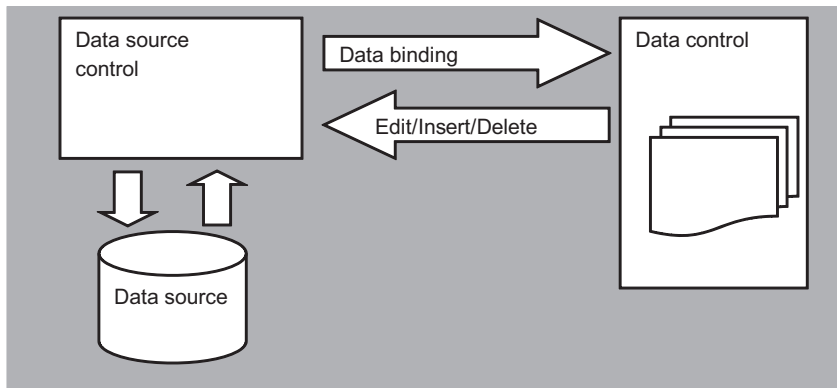 Data source
control
Data binding
Data control
Edit/Insert/Delete
Data source